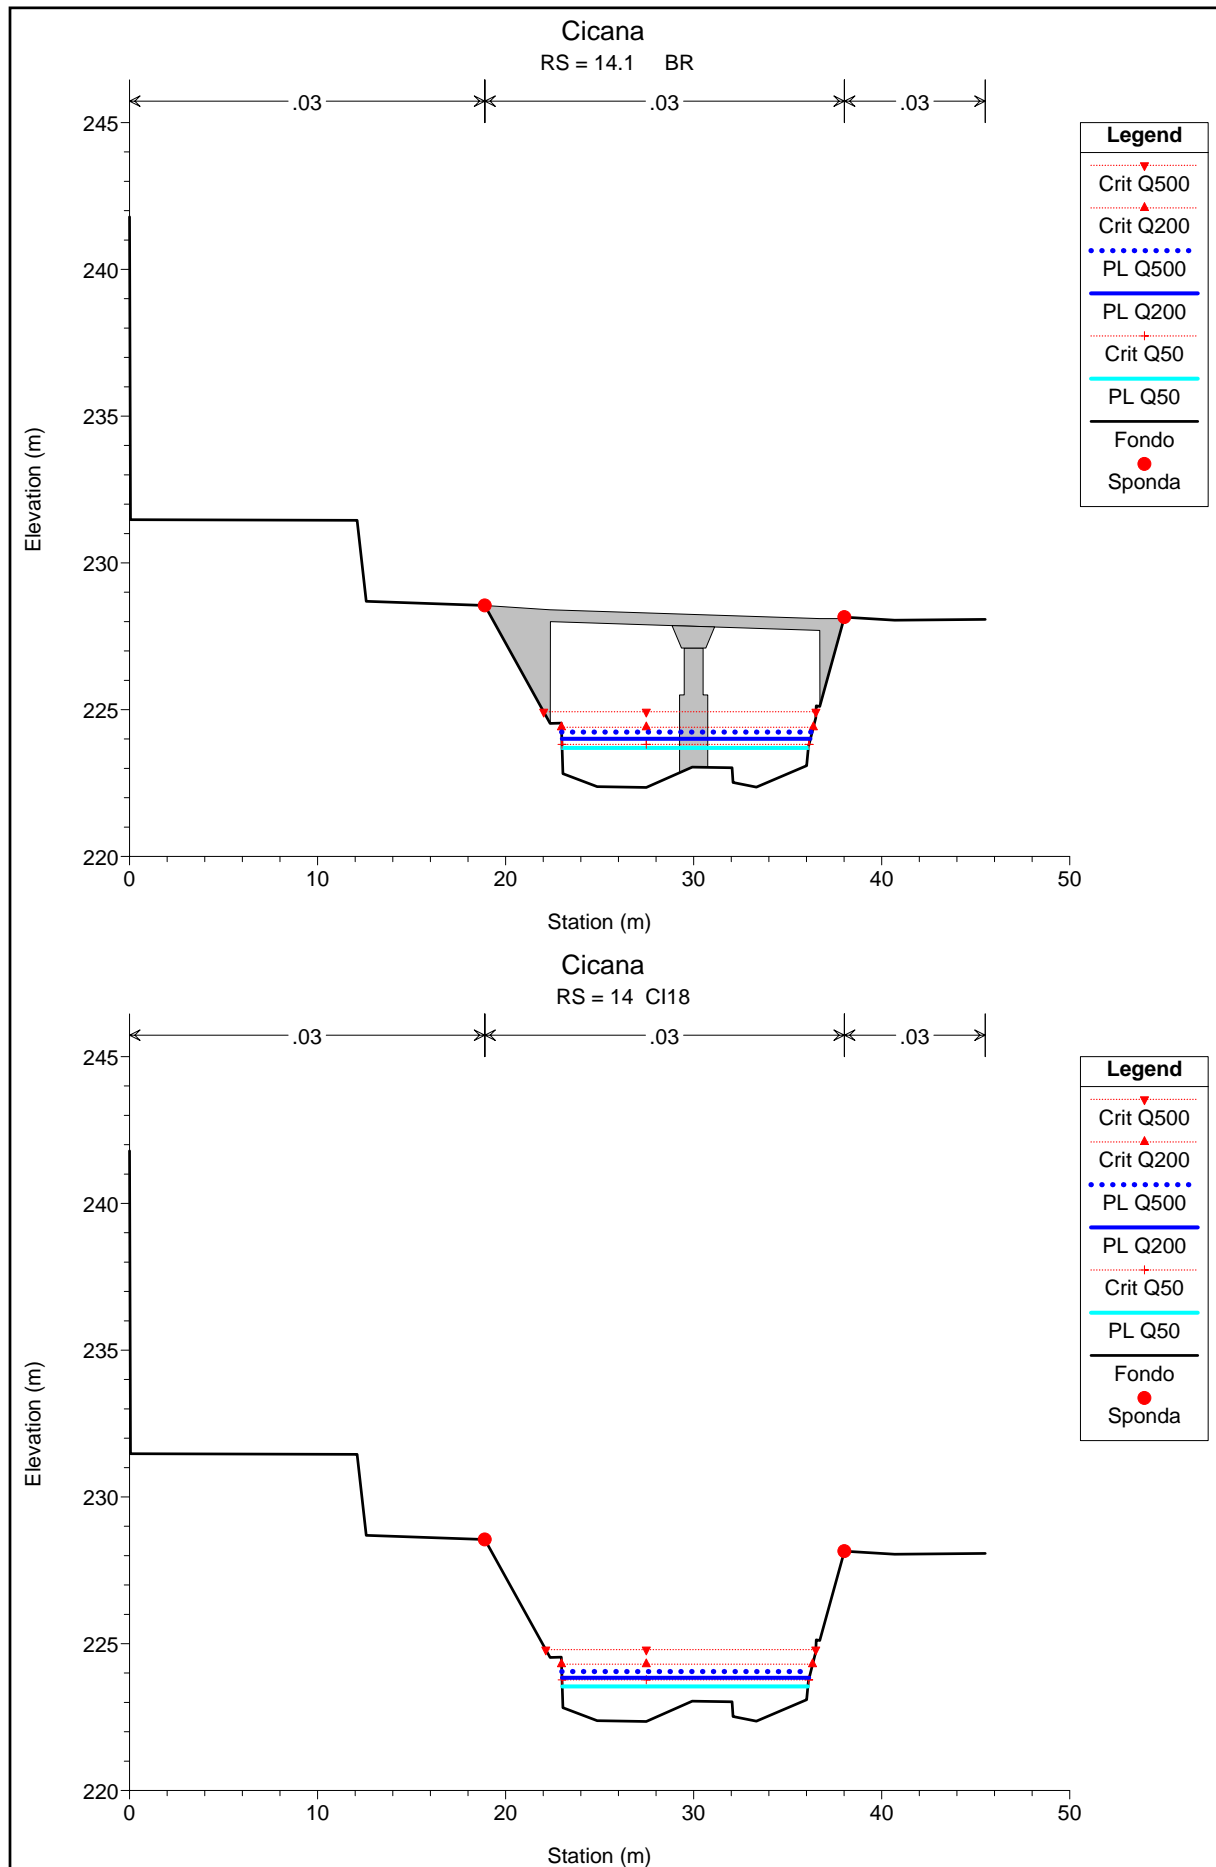 Cicana
RS = 14.1 BR
.03 .03 .03
245
240
235
230
225
220
0 10 20 30 40 50
Station (m)
Elevation (m)
Legend
Crit Q500
Crit Q200
PL Q500
PL Q200
Crit Q50
PL Q50
Fondo
Sponda
Cicana
RS = 14 CI18
.03 .03 .03
245
240
235
230
225
220
0 10 20 30 40 50
Station (m)
Elevation (m)
Legend
Crit Q500
Crit Q200
PL Q500
PL Q200
Crit Q50
PL Q50
Fondo
Sponda